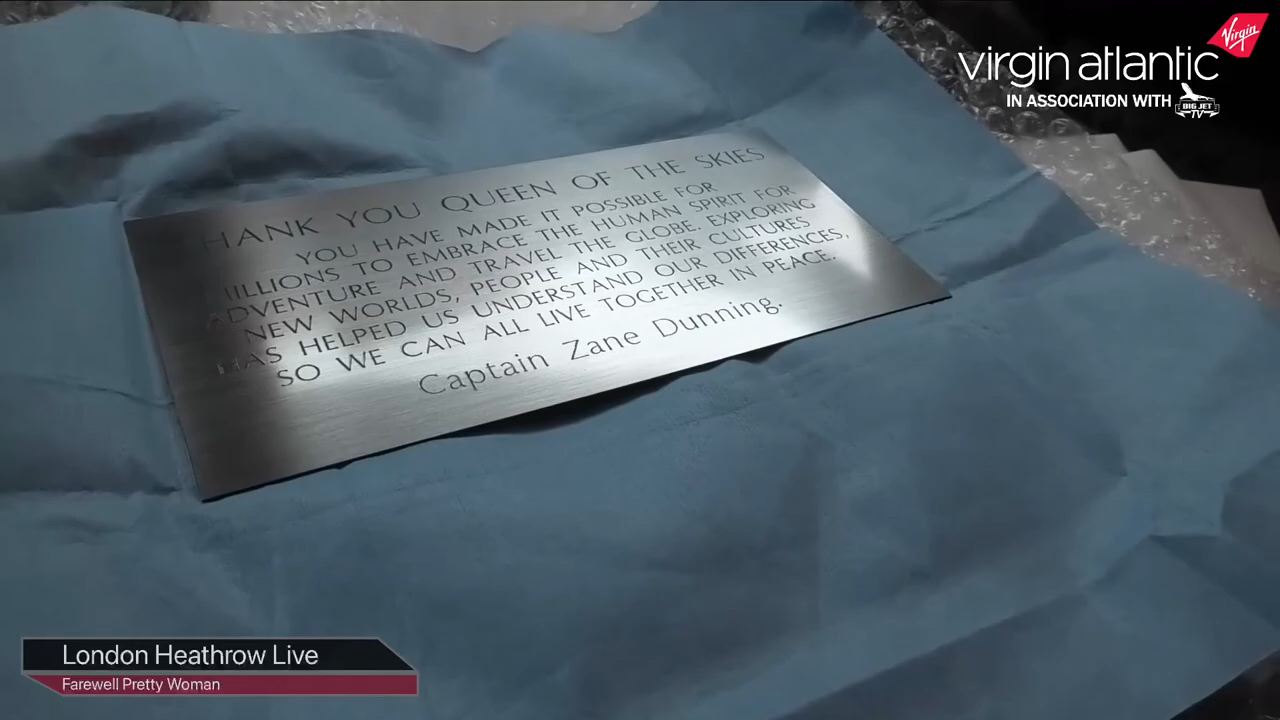 Virgin
virgin atlantic
IN ASSOCIATION WITH
BIG JET
TV
THANK YOU QUEEN OF THE SKIES
YOU HAVE MADE IT POSSIBLE FOR
MILLIONS TO EMBRACE THE HUMAN SPIRIT FOR
ADVENTURE AND TRAVEL THE GLOBE. EXPLORING
NEW WORLDS, PEOPLE AND THEIR CULTURES
HAS HELPED US UNDERSTAND OUR DIFFERENCES,
SO WE CAN ALL LIVE TOGETHER IN PEACE.
Captain Zane Dunning.
London Heathrow Live
Farewell Pretty Woman